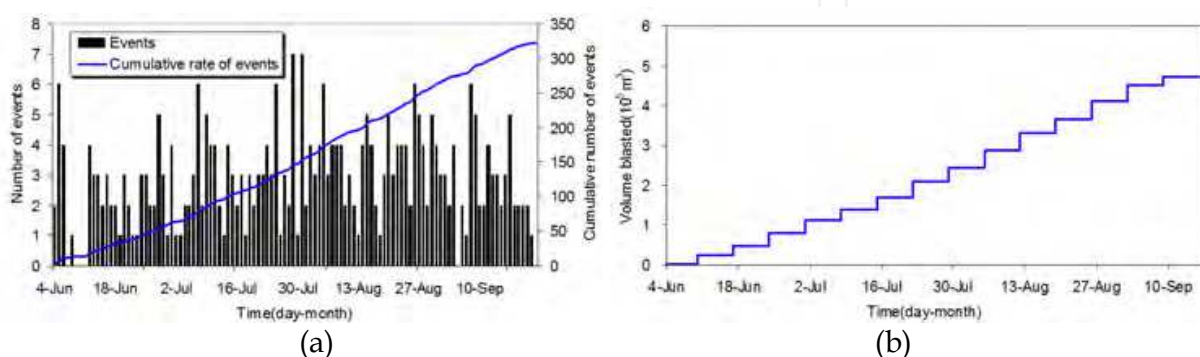 8
7
6
5
4
3
2
1
0
Number of events
Events
Cumulative rate of events
350
300
250
200
150
100
50
0
Cumulative number of events
4-Jun 18-Jun 2-Jul 16-Jul 30-Jul 13-Aug 27-Aug 10-Sep
Time(day-month)
(a)
6
5
4
3
2
1
0
Volume blasted(10⁵ m³)
4-Jun 18-Jun 2-Jul 16-Jul 30-Jul 13-Aug 27-Aug 10-Sep
Time(day-month)
(b)